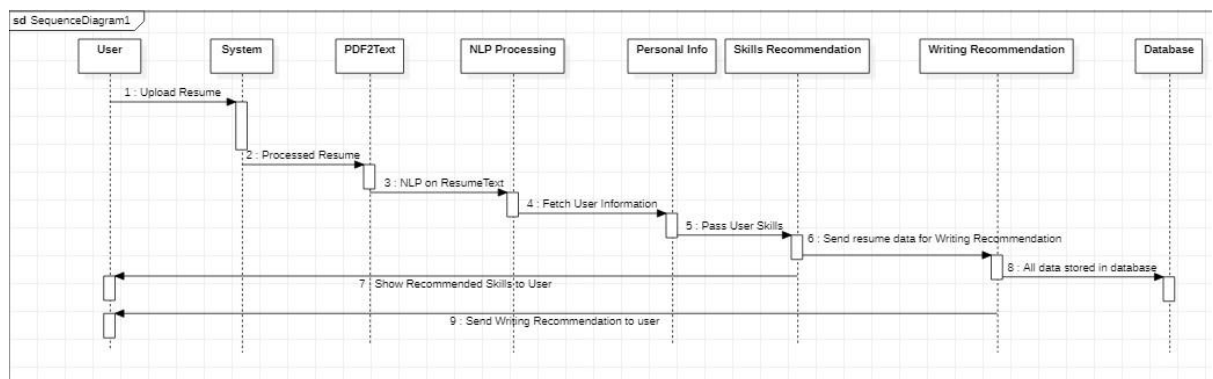 sd SequenceDiagram1
User
System
PDF2Text
NLP Processing
Personal Info
Skills Recommendation
Writing Recommendation
Database
1 : Upload Resume
2 : Processed Resume
3 : NLP on ResumeText
4 : Fetch User Information
5 : Pass User Skills
6 : Send resume data for Writing Recommendation
8 : All data stored in database
7 : Show Recommended Skills to User
9 : Send Writing Recommendation to user